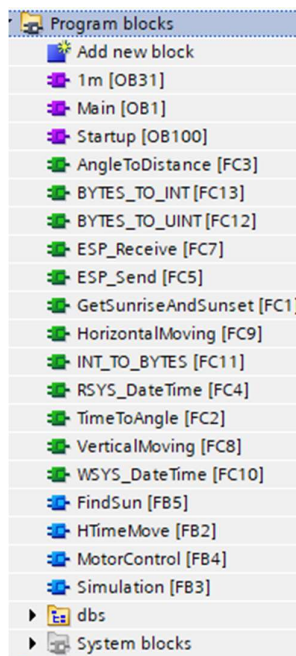 Program blocks
Add new block
1m [OB31]
Main [OB1]
Startup [OB100]
AngleToDistance [FC3]
BYTES_TO_INT [FC13]
BYTES_TO_UINT [FC12]
ESP_Receive [FC7]
ESP_Send [FC5]
GetSunriseAndSunset [FC1]
HorizontalMoving [FC9]
INT_TO_BYTES [FC11]
RSYS_DateTime [FC4]
TimeToAngle [FC2]
VerticalMoving [FC8]
WSYS_DateTime [FC10]
FindSun [FB5]
HTimeMove [FB2]
MotorControl [FB4]
Simulation [FB3]
dbs
System blocks